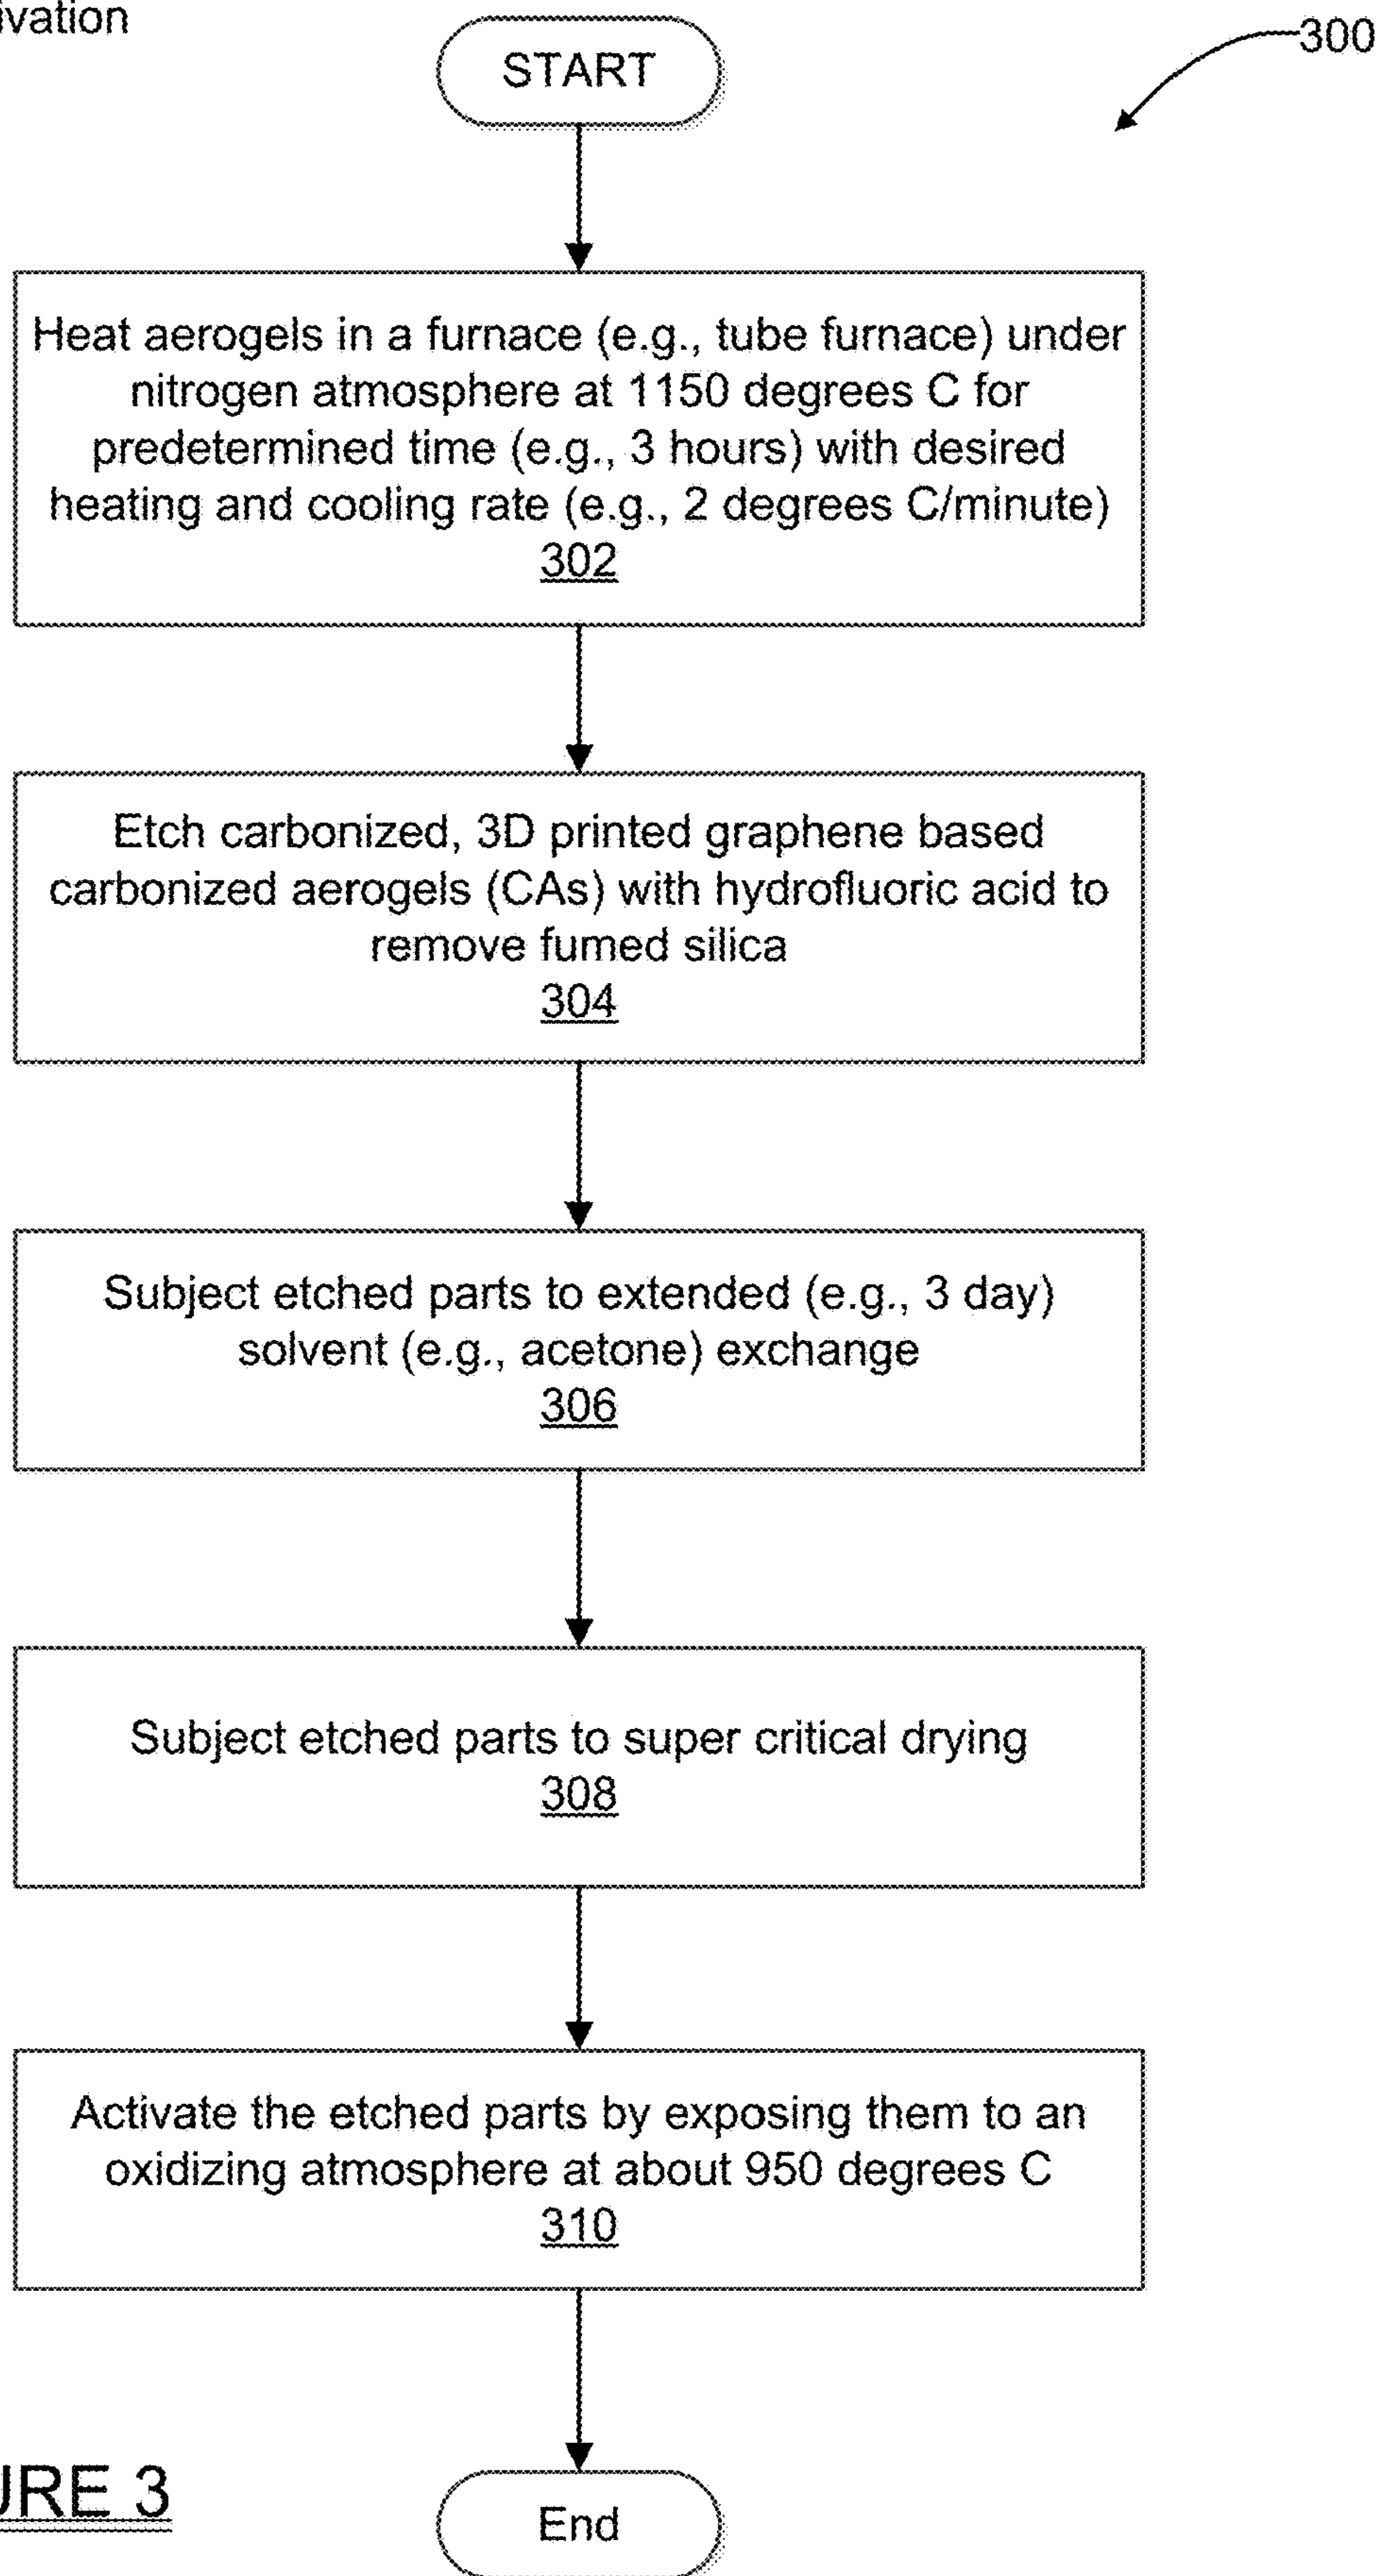 ivation
START
300
Heat aerogels in a furnace (e.g., tube furnace) under
nitrogen atmosphere at 1150 degrees C for
predetermined time (e.g., 3 hours) with desired
heating and cooling rate (e.g., 2 degrees C/minute)
302
Etch carbonized, 3D printed graphene based
carbonized aerogels (CAs) with hydrofluoric acid to
remove fumed silica
304
Subject etched parts to extended (e.g., 3 day)
solvent (e.g., acetone) exchange
306
Subject etched parts to super critical drying
308
Activate the etched parts by exposing them to an
oxidizing atmosphere at about 950 degrees C
310
URE 3
End